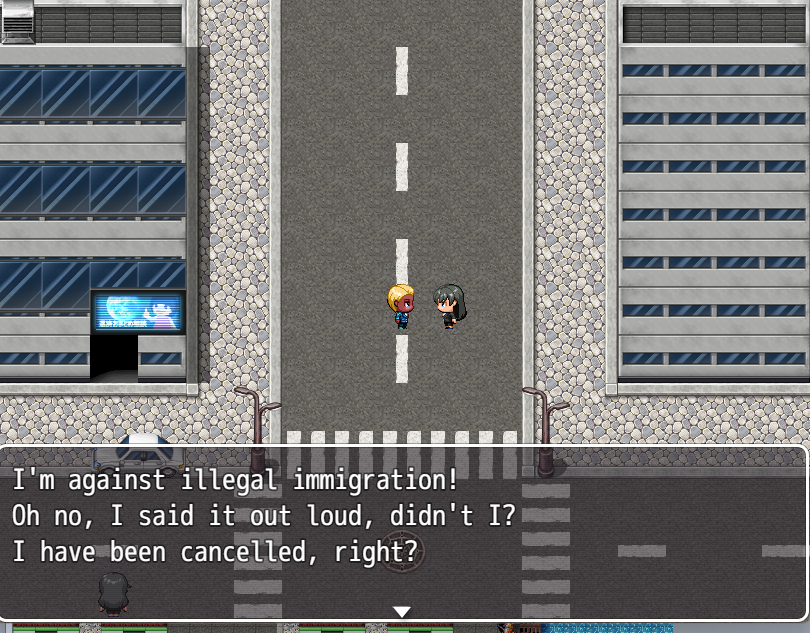 I'm against illegal immigration!
Oh no, I said it out loud, didn't I?
I have been cancelled, right?